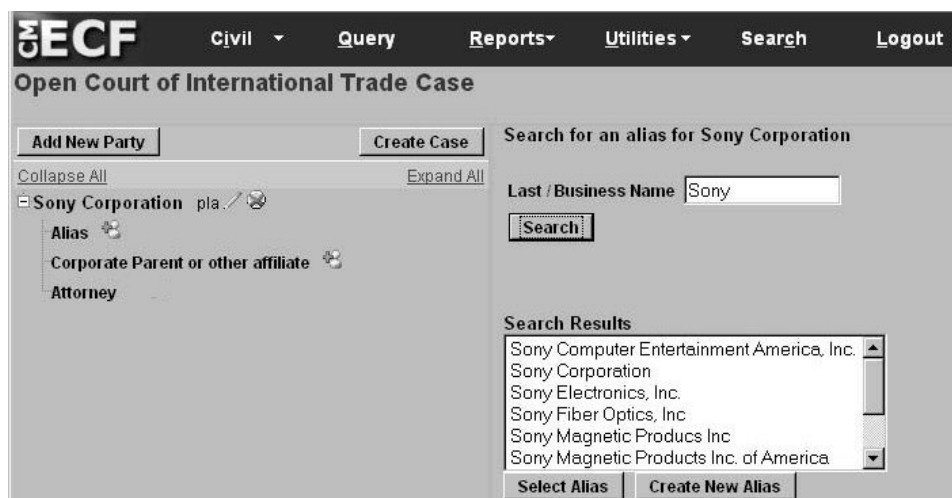 CM ECF Civil Query Reports Utilities Search Logout
Open Court of International Trade Case
Add New Party Create Case
Collapse All Expand All
Sony Corporation pla
Alias
Corporate Parent or other affiliate
Attorney
Search for an alias for Sony Corporation
Last / Business Name Sony
Search
Search Results
Sony Computer Entertainment America, Inc.
Sony Corporation
Sony Electronics, Inc.
Sony Fiber Optics, Inc
Sony Magnetic Producs Inc
Sony Magnetic Products Inc. of America
Select Alias Create New Alias